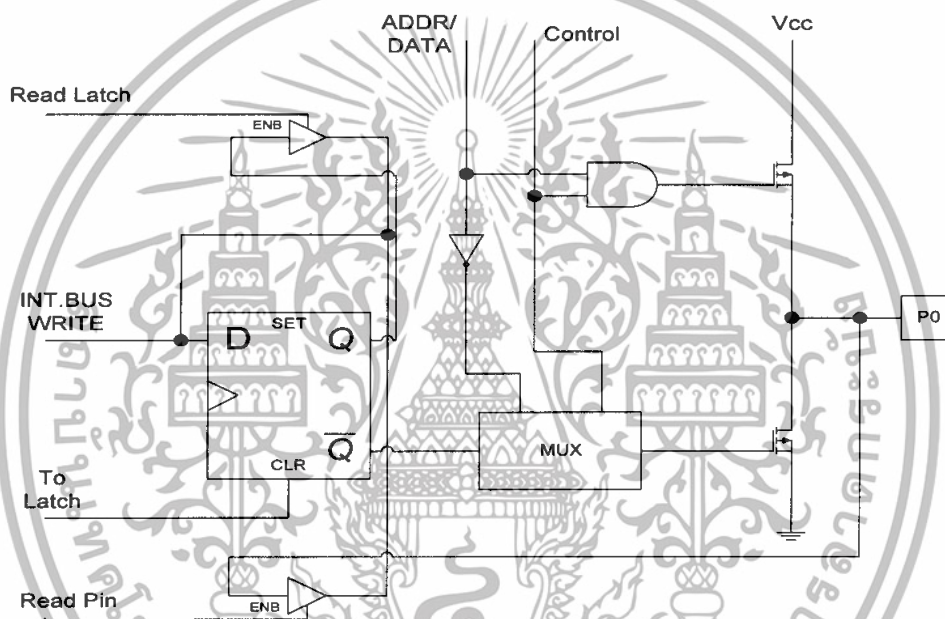 ADDR/
DATA
Control
Vcc
Read Latch
ENB
INT.BUS
WRITE
SET
D
Q
P0
Q
CLR
MUX
To
Latch
Read Pin
ENB